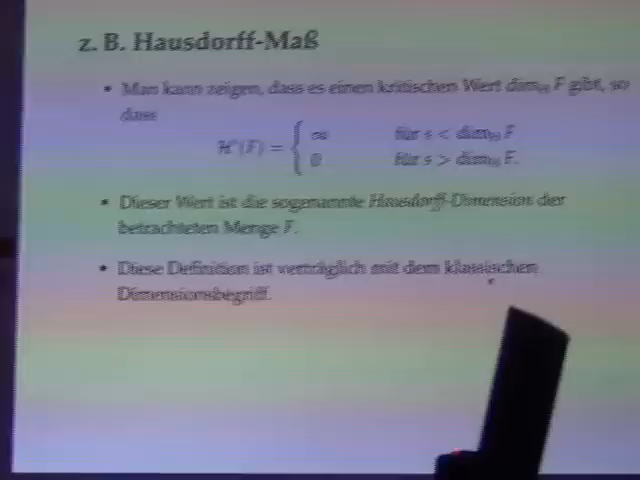 z. B. Hausdorff-Maß
• Man kann zeigen, dass es einen kritischen Wert dim_H F gibt, so
dass
H^s(F) = { ∞ für s < dim_H F
0 für s > dim_H F.
• Dieser Wert ist die sogenannte Hausdorff-Dimension der
betrachteten Menge F.
• Diese Definition ist verträglich mit dem klassischen
Dimensionsbegriff.